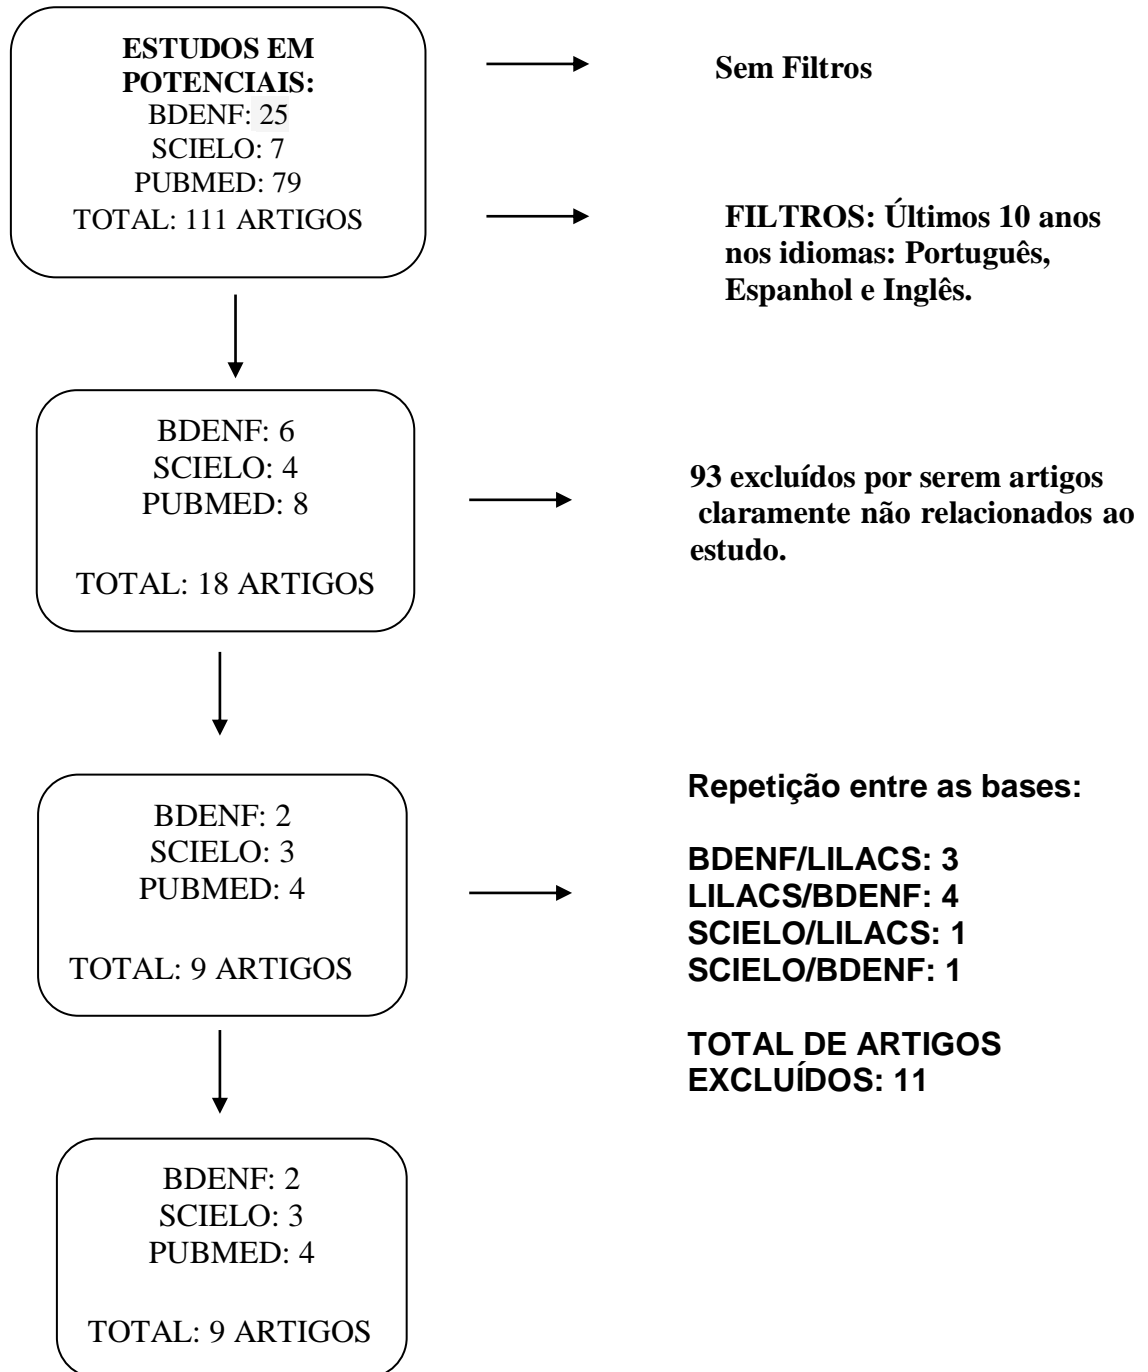 ESTUDOS EM
POTENCIAIS:
BDENF: 25
SCIELO: 7
PUBMED: 79
TOTAL: 111 ARTIGOS
Sem Filtros
FILTROS: Últimos 10 anos
nos idiomas: Português,
Espanhol e Inglês.
BDENF: 6
SCIELO: 4
PUBMED: 8
TOTAL: 18 ARTIGOS
93 excluídos por serem artigos
claramente não relacionados ao
estudo.
BDENF: 2
SCIELO: 3
PUBMED: 4
TOTAL: 9 ARTIGOS
Repetição entre as bases:
BDENF/LILACS: 3
LILACS/BDENF: 4
SCIELO/LILACS: 1
SCIELO/BDENF: 1
TOTAL DE ARTIGOS
EXCLUÍDOS: 11
BDENF: 2
SCIELO: 3
PUBMED: 4
TOTAL: 9 ARTIGOS